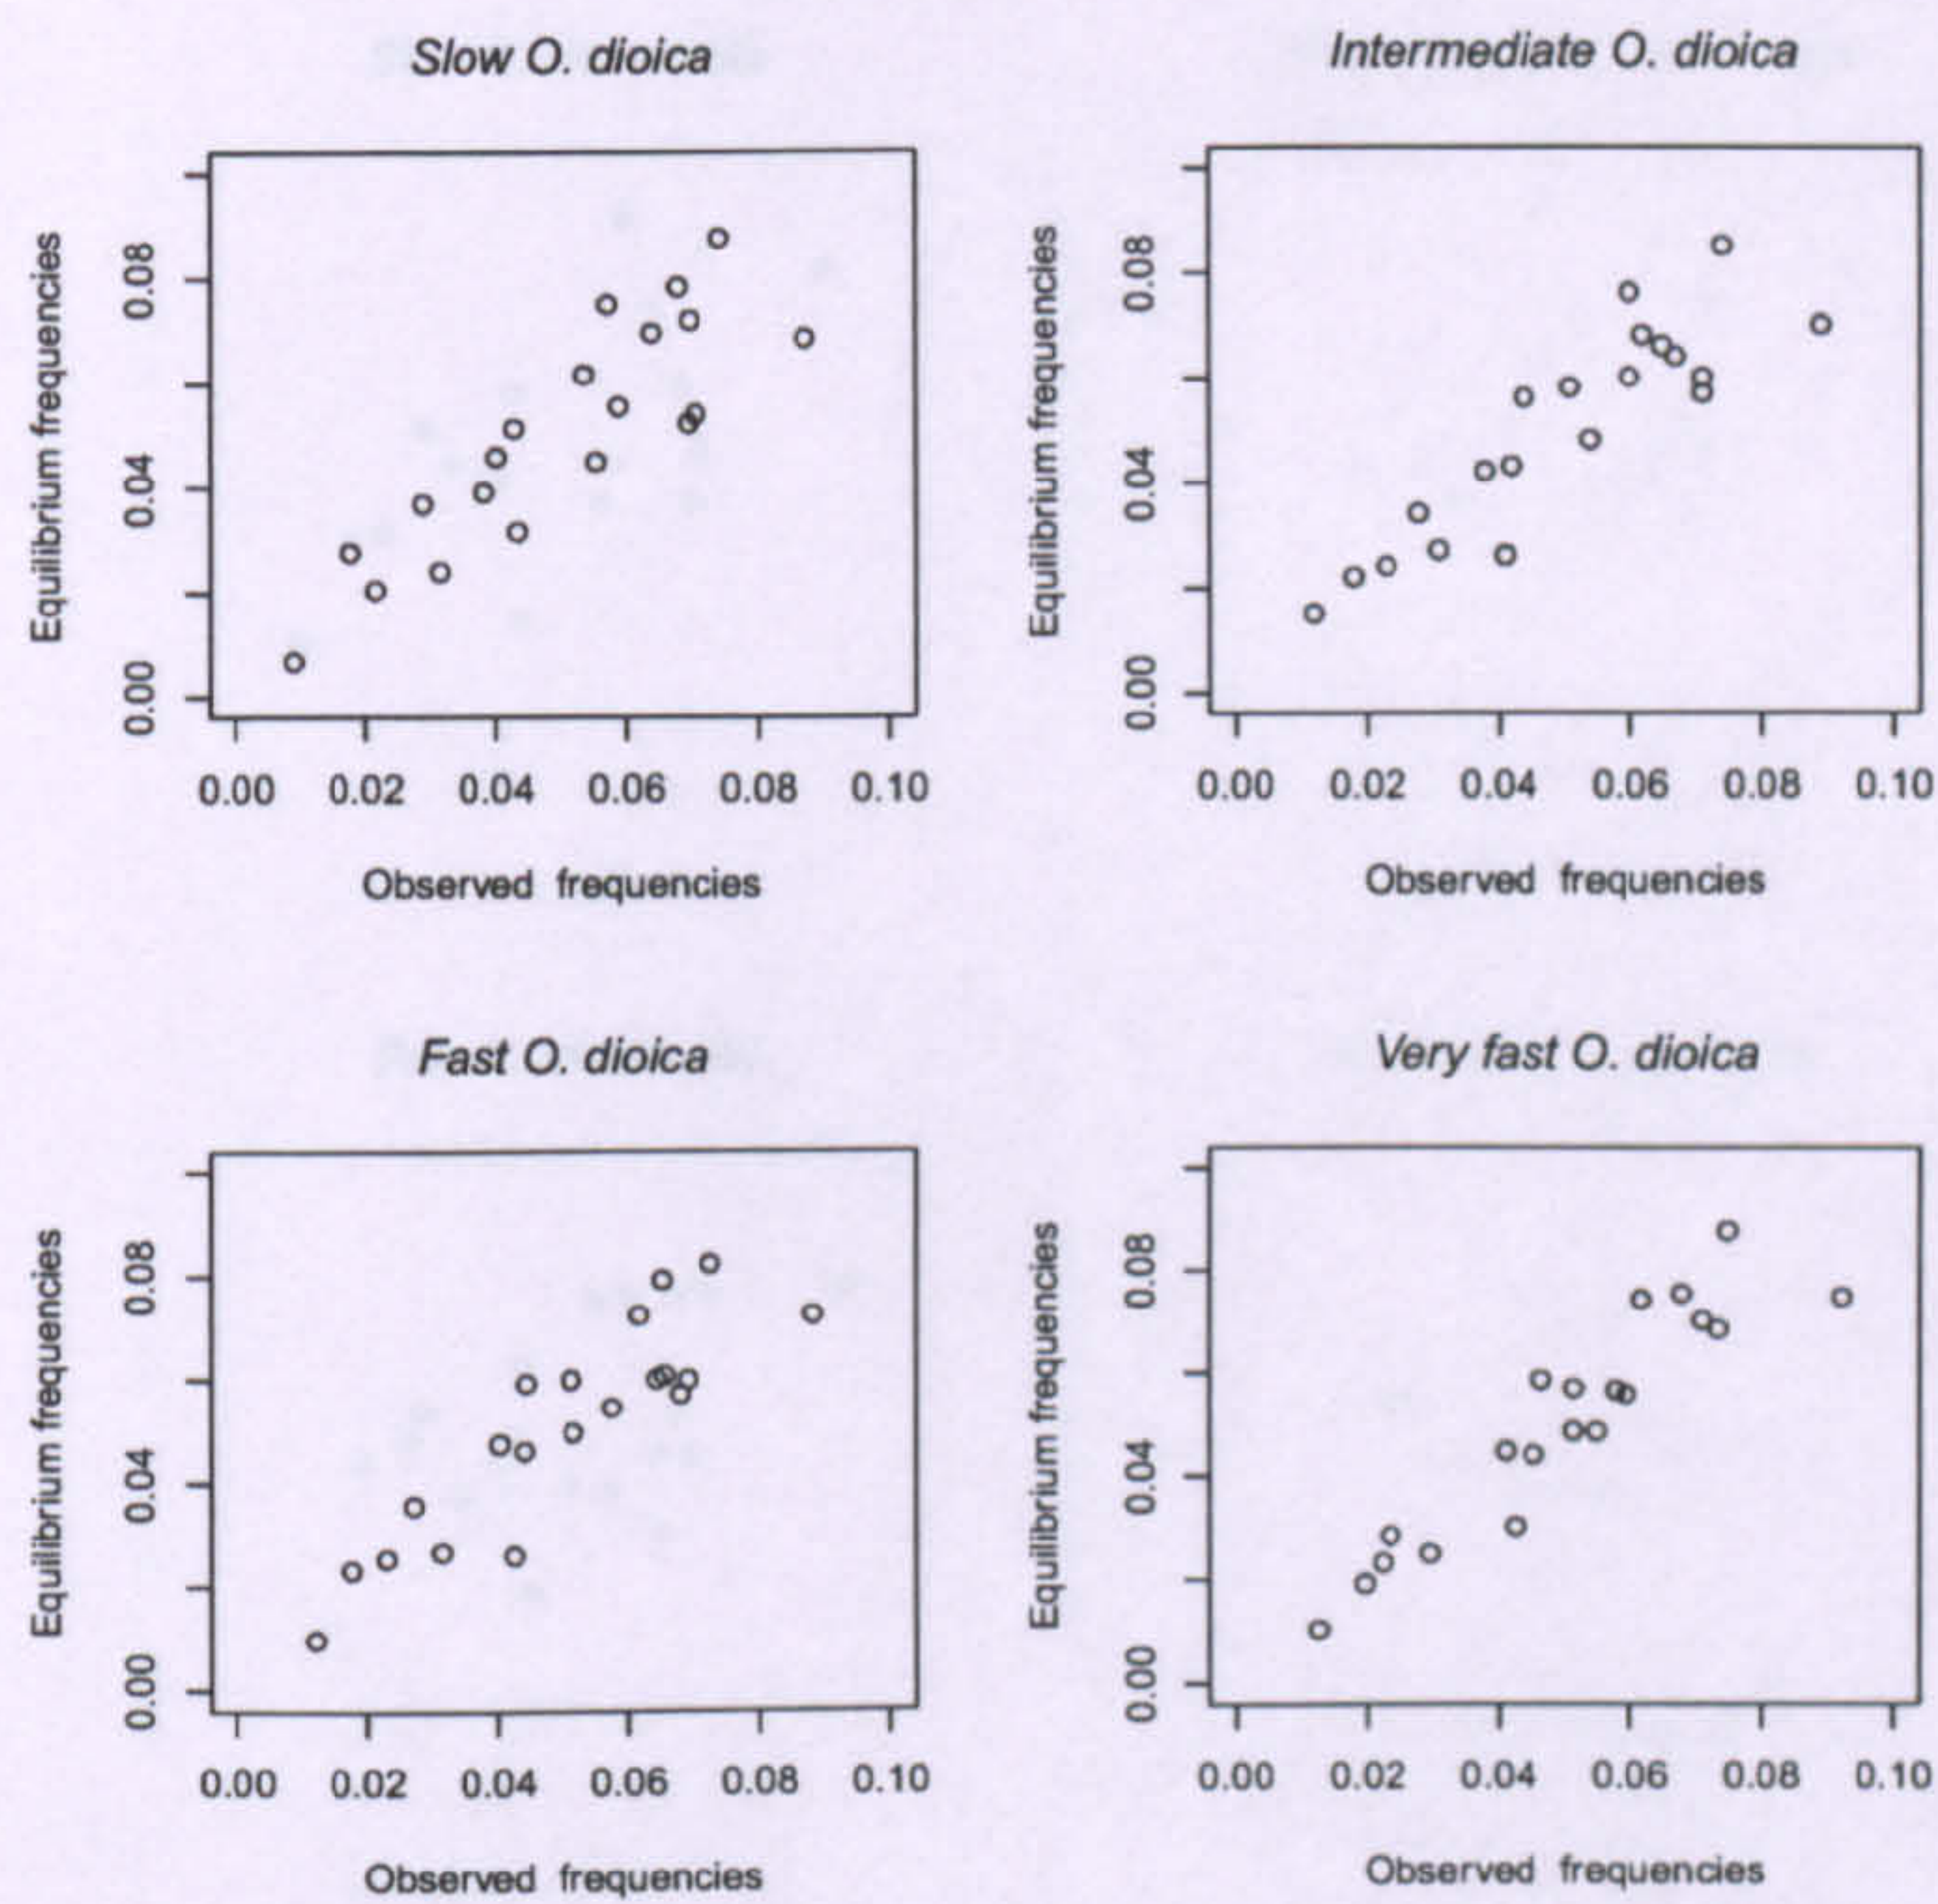 Slow O. dioica
Equilibrium frequencies
0.08
0.04
0.00
0.00 0.02 0.04 0.06 0.08 0.10
Observed frequencies
Intermediate O. dioica
Equilibrium frequencies
0.08
0.04
0.00
0.00 0.02 0.04 0.06 0.08 0.10
Observed frequencies
Fast O. dioica
Equilibrium frequencies
0.08
0.04
0.00
0.00 0.02 0.04 0.06 0.08 0.10
Observed frequencies
Very fast O. dioica
Equilibrium frequencies
0.08
0.04
0.00
0.00 0.02 0.04 0.06 0.08 0.10
Observed frequencies